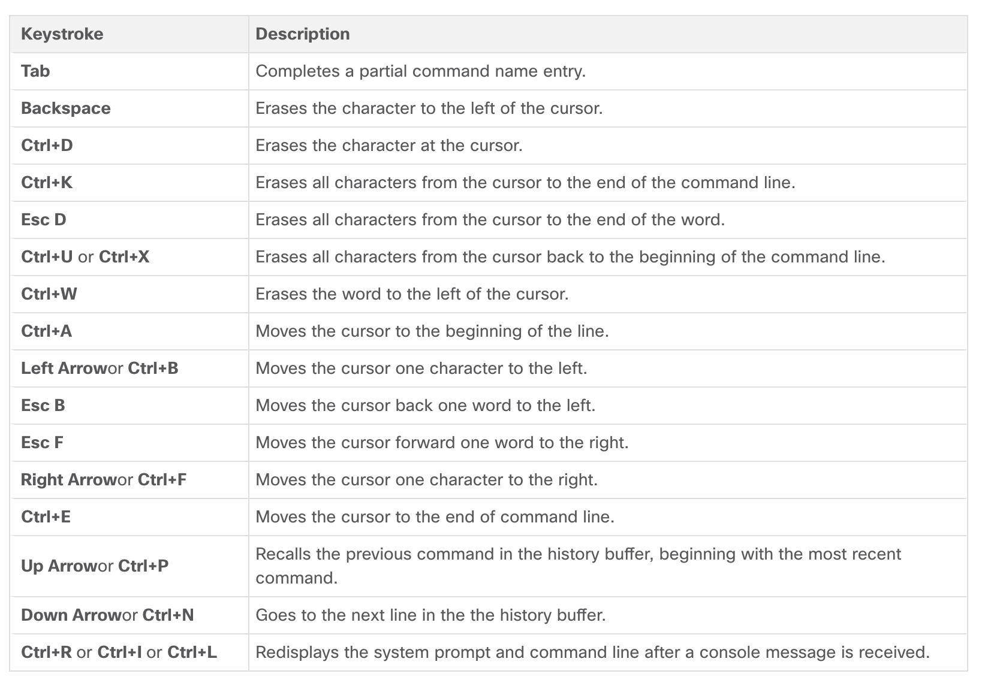 Keystroke Description
Tab Completes a partial command name entry.
Backspace Erases the character to the left of the cursor.
Ctrl+D Erases the character at the cursor.
Ctrl+K Erases all characters from the cursor to the end of the command line.
Esc D Erases all characters from the cursor to the end of the word.
Ctrl+U or Ctrl+X Erases all characters from the cursor back to the beginning of the command line.
Ctrl+W Erases the word to the left of the cursor.
Ctrl+A Moves the cursor to the beginning of the line.
Left Arrowor Ctrl+B Moves the cursor one character to the left.
Esc B Moves the cursor back one word to the left.
Esc F Moves the cursor forward one word to the right.
Right Arrowor Ctrl+F Moves the cursor one character to the right.
Ctrl+E Moves the cursor to the end of command line.
Up Arrowor Ctrl+P Recalls the previous command in the history buffer, beginning with the most recent
command.
Down Arrowor Ctrl+N Goes to the next line in the the history buffer.
Ctrl+R or Ctrl+I or Ctrl+L Redisplays the system prompt and command line after a console message is received.